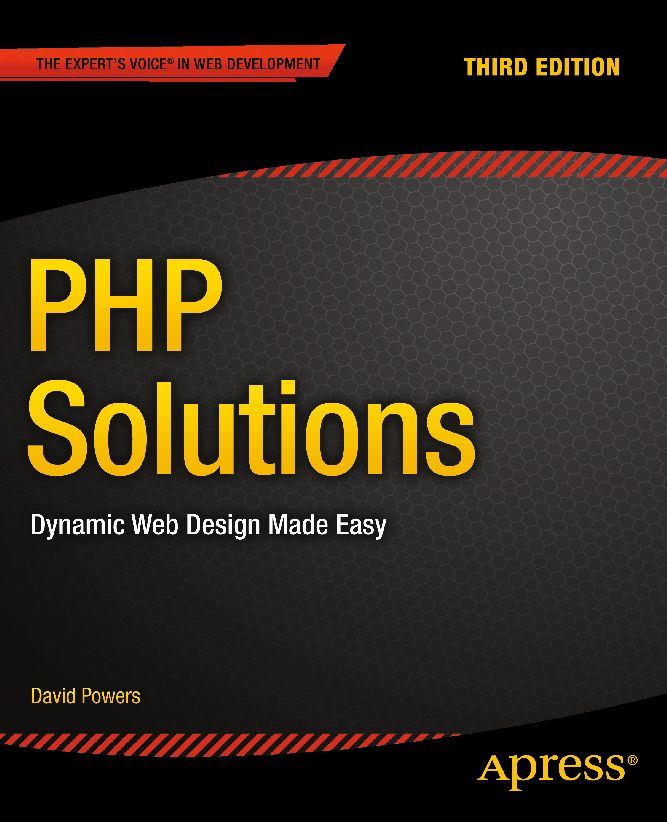 THE EXPERT'S VOICE® IN WEB DEVELOPMENT
THIRD EDITION
PHP
Solutions
Dynamic Web Design Made Easy
David Powers
Apress®